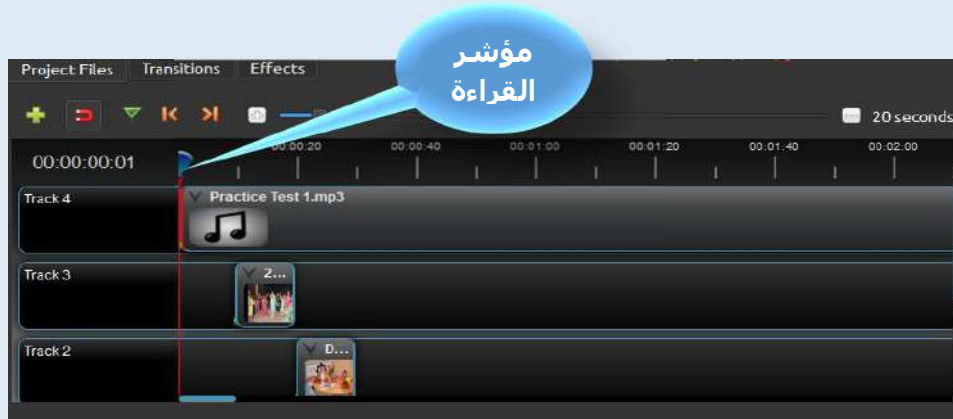 مؤشر
القراءة
Project Files Transitions Effects
20 seconds
00:00:00:01
00:00:20 00:00:40 00:01:00 00:01:20 00:01:40 00:02:00
Track 4 Practice Test 1.mp3
Track 3 2...
Track 2 D...